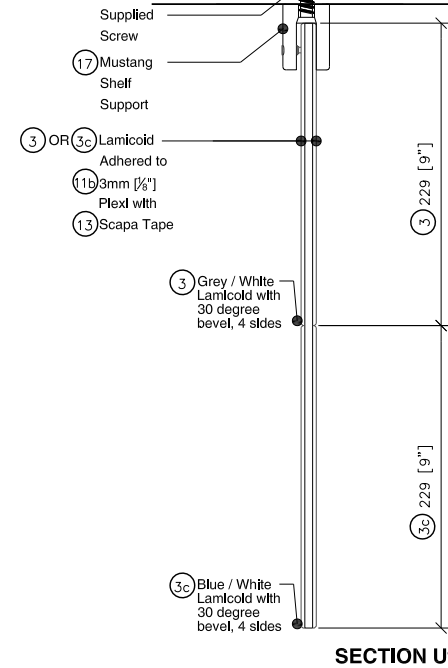 Supplied
Screw
17 Mustang
Shelf
Support
3 OR 3c Lamicoid
Adhered to
11b 3mm [⅛"]
Plexi with
13 Scapa Tape
3 229 [9"]
3 Grey / White
Lamicoid with
30 degree
bevel, 4 sides
3c 229 [9"]
3c Blue / White
Lamicoid with
30 degree
bevel, 4 sides
SECTION U